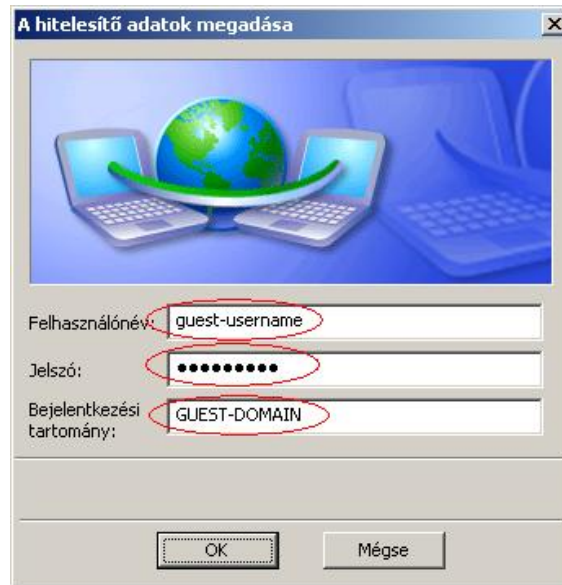 A hitelesítő adatok megadása
Felhasználónév:
guest-username
Jelszó:
●●●●●●●●●
Bejelentkezési
tartomány:
GUEST-DOMAIN
OK
Mégse